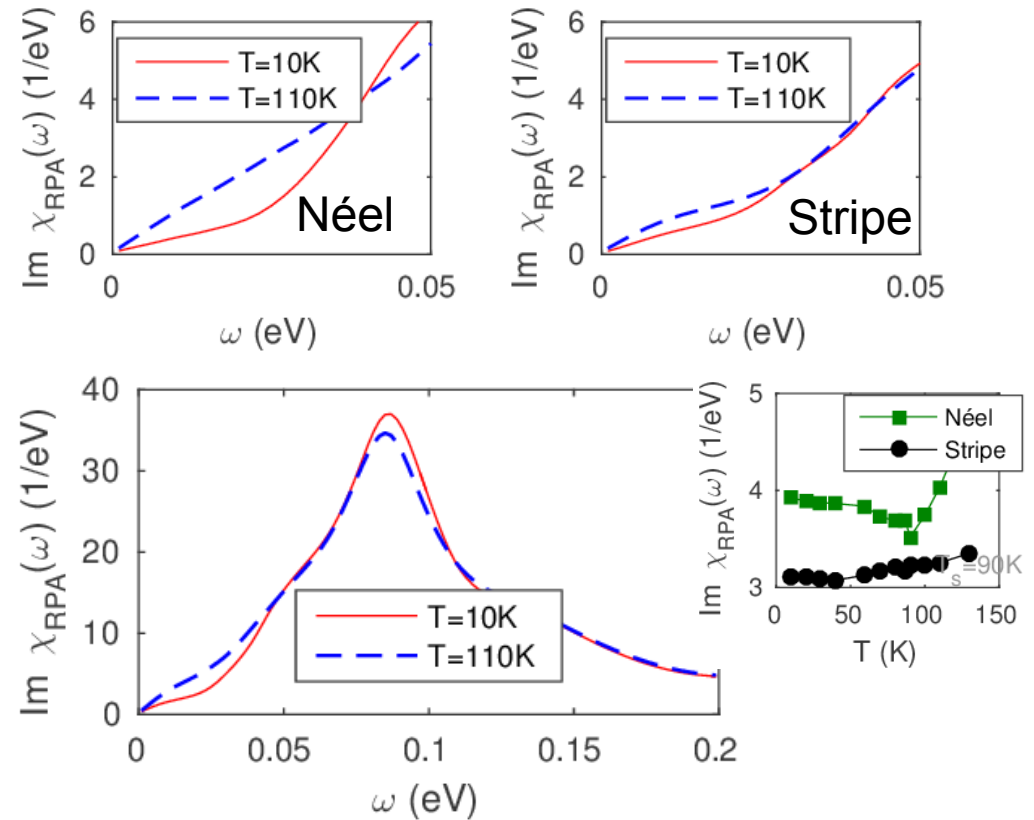 Im χRPA(ω) (1/eV)
6
4
2
0
T=10K
T=110K
Néel
0
0.05
ω (eV)
Im χRPA(ω) (1/eV)
6
4
2
0
T=10K
T=110K
Stripe
0
0.05
ω (eV)
Im χRPA(ω) (1/eV)
40
30
20
10
0
T=10K
T=110K
0
0.05
0.1
0.15
0.2
ω (eV)
Im χRPA(ω) (1/eV)
5
4
3
Néel
Stripe
Ts=90K
0
50
100
150
T (K)